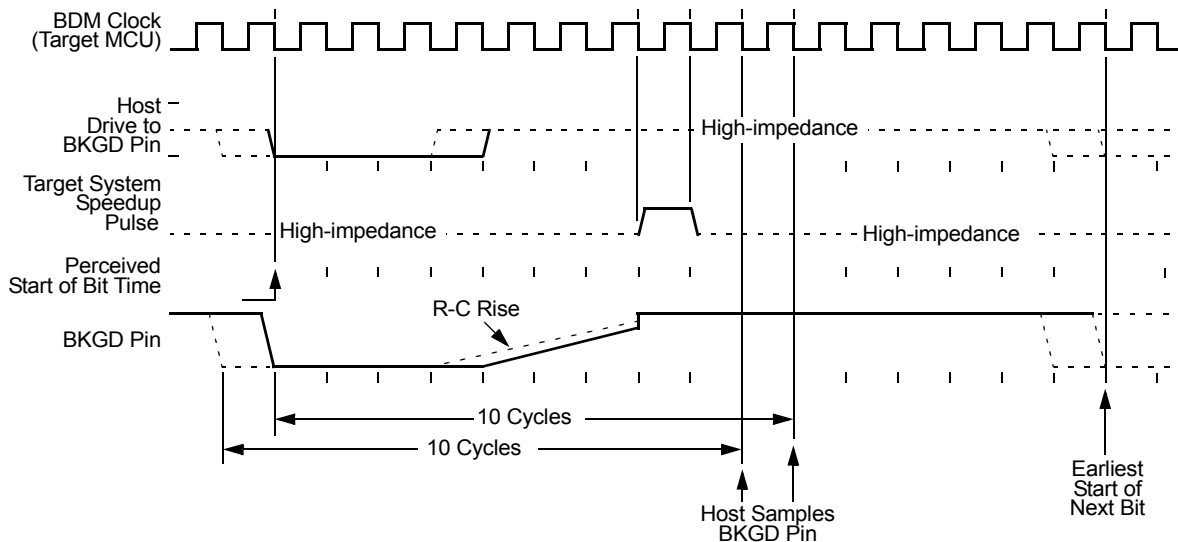 BDM Clock
(Target MCU)
Host
Drive to
BKGD Pin
High-impedance
Target System
Speedup
Pulse
High-impedance
High-impedance
Perceived
Start of Bit Time
R-C Rise
BKGD Pin
10 Cycles
10 Cycles
Host Samples
BKGD Pin
Earliest
Start of
Next Bit